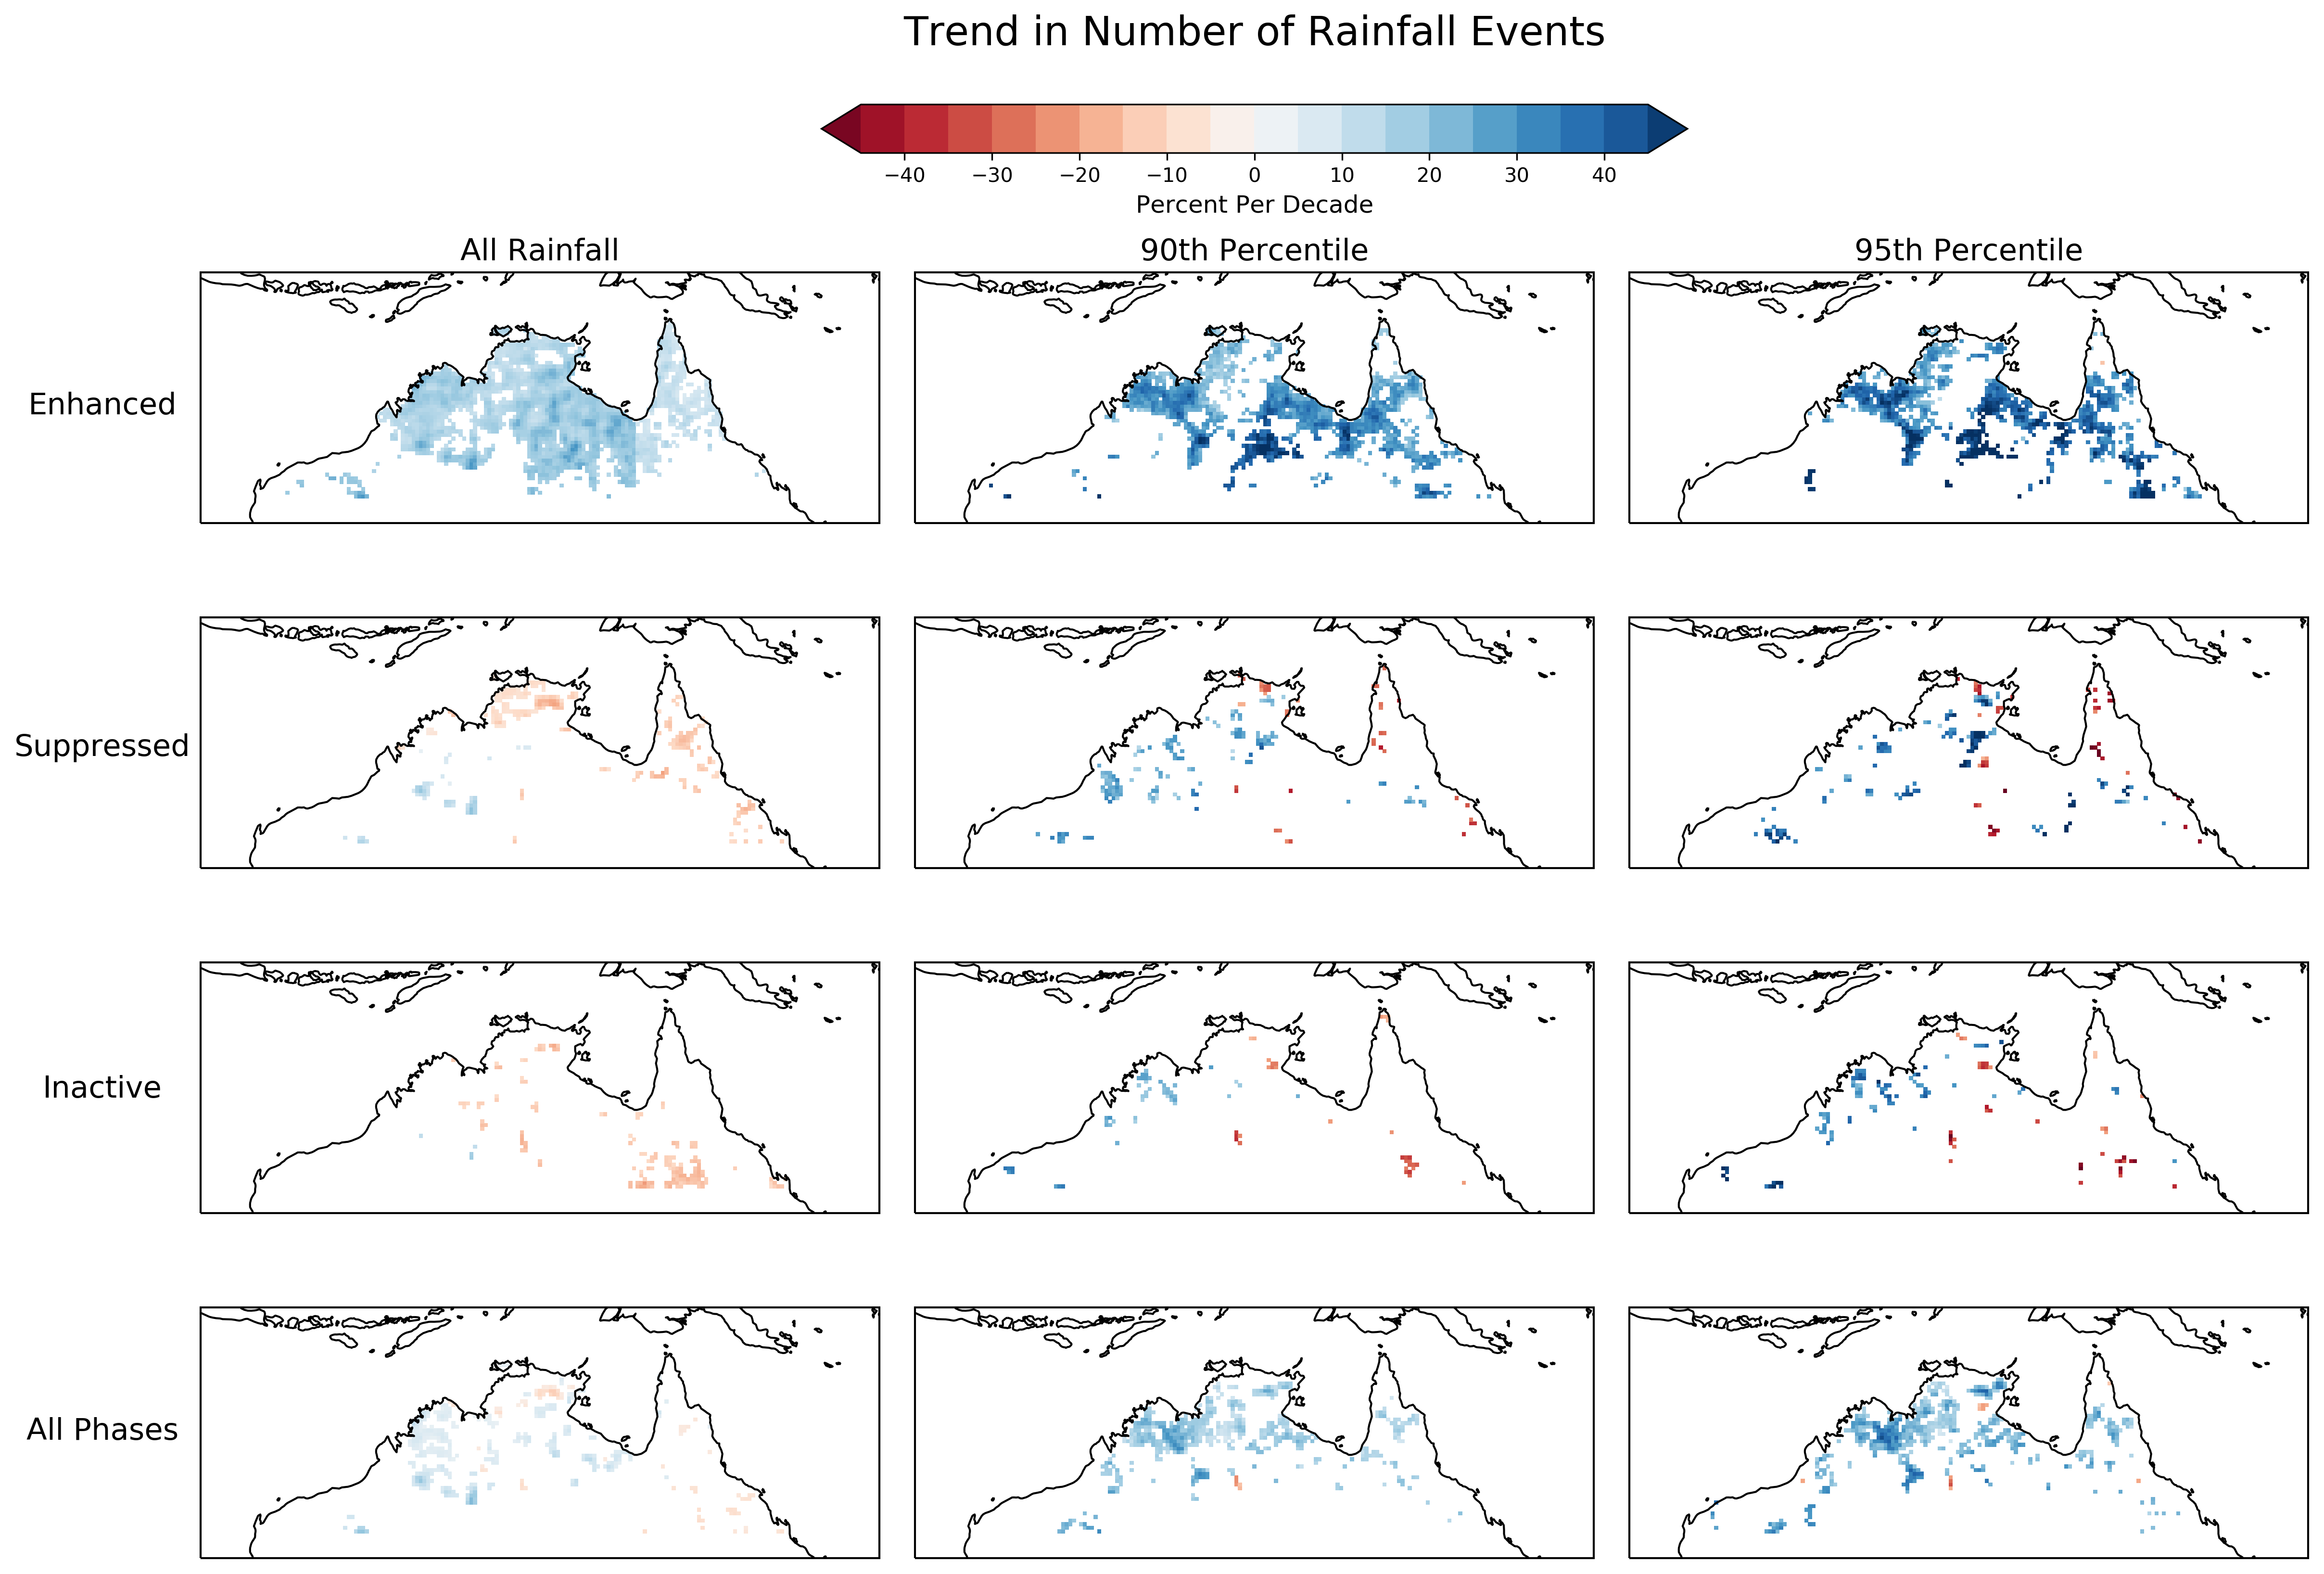 Trend in Number of Rainfall Events
−40 −30 −20 −10 0 10 20 30 40
Percent Per Decade
All Rainfall 90th Percentile 95th Percentile
Enhanced
Suppressed
Inactive
All Phases